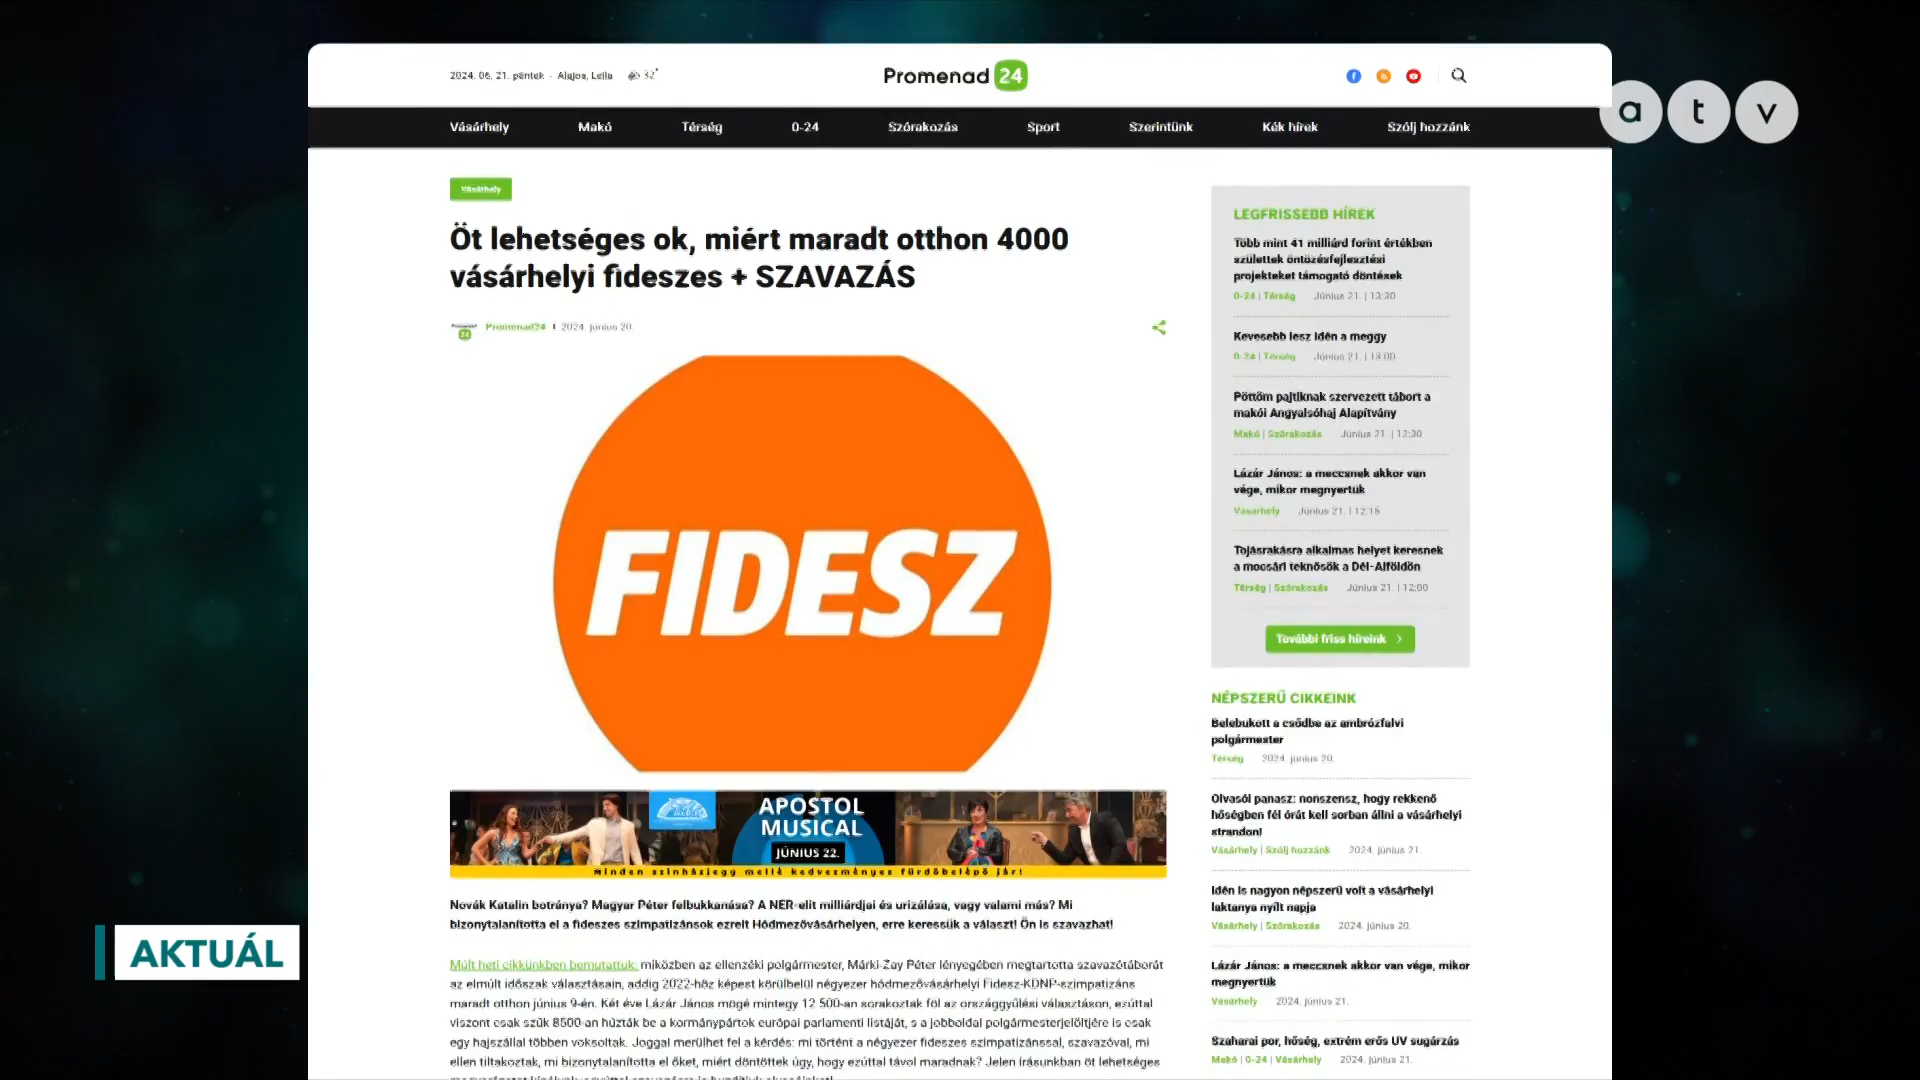 2024. 06. 21. péntek - Alajos, Leila 32°
Promenad 24
a t v
Vásárhely Makó Térség 0-24 Szórakozás Sport Szerintünk Kék hírek Szólj hozzánk
Vásárhely
Öt lehetséges ok, miért maradt otthon 4000
vásárhelyi fideszes + SZAVAZÁS
Promenad24 2024. június 20.
FIDESZ
APOSTOL
MUSICAL
JÚNIUS 22.
Minden színházjegy mellé kedvezményes fürdőbelépő jár!
Novák Katalin botránya? Magyar Péter felbukkanása? A NER-elit milliárdjai és urizálása, vagy valami más? Mi
bizonytalanította el a fideszes szimpatizánsok ezreit Hódmezővásárhelyen, erre keressük a választ! Ön is szavazhat!
Múlt heti cikkünkben bemutattuk: miközben az ellenzéki polgármester, Márki-Zay Péter lényegében megtartotta szavazótáborát
az elmúlt időszak választásain, addig 2022-höz képest körülbelül négyezer hódmezővásárhelyi Fidesz-KDNP-szimpatizáns
maradt otthon június 9-én. Két éve Lázár János mögé mintegy 12 500-an sorakoztak föl az országgyűlési választáson, ezúttal
viszont csak szűk 8500-an húzták be a kormánypártok európai parlamenti listáját, s a jobboldal polgármesterjelöltjére is csak
egy hajszállal többen voksoltak. Joggal merülhet fel a kérdés: mi történt a négyezer fideszes szimpatizánssal, szavazóval, mi
ellen tiltakoztak, mi bizonytalanította el őket, miért döntöttek úgy, hogy ezúttal távol maradnak? Jelen írásunkban öt lehetséges
LEGFRISSEBB HÍREK
Több mint 41 milliárd forint értékben
születtek öntözésfejlesztési
projekteket támogató döntések
0-24 | Térség Június 21. | 13:30
Kevesebb lesz idén a meggy
0-24 | Térség Június 21. | 13:00
Pöttöm pajtiknak szervezett tábort a
makói Angyalsóhaj Alapítvány
Makó | Szórakozás Június 21. | 12:30
Lázár János: a meccsnek akkor van
vége, mikor megnyertük
Vásárhely Június 21. | 12:15
Tojásrakásra alkalmas helyet keresnek
a mocsári teknősök a Dél-Alföldön
Térség | Szórakozás Június 21. | 12:00
További friss híreink
NÉPSZERŰ CIKKEINK
Belebukott a csődbe az ambrózfalvi
polgármester
Térség 2024. június 20.
Olvasói panasz: nonszensz, hogy rekkenő
hőségben fél órát kell sorban állni a vásárhelyi
strandon!
Vásárhely | Szólj hozzánk 2024. június 21.
Idén is nagyon népszerű volt a vásárhelyi
laktanya nyílt napja
Vásárhely | Szórakozás 2024. június 20.
Lázár János: a meccsnek akkor van vége, mikor
megnyertük
Vásárhely 2024. június 21.
Szaharai por, hőség, extrém erős UV sugárzás
Makó | 0-24 | Vásárhely 2024. június 21.
AKTUÁL